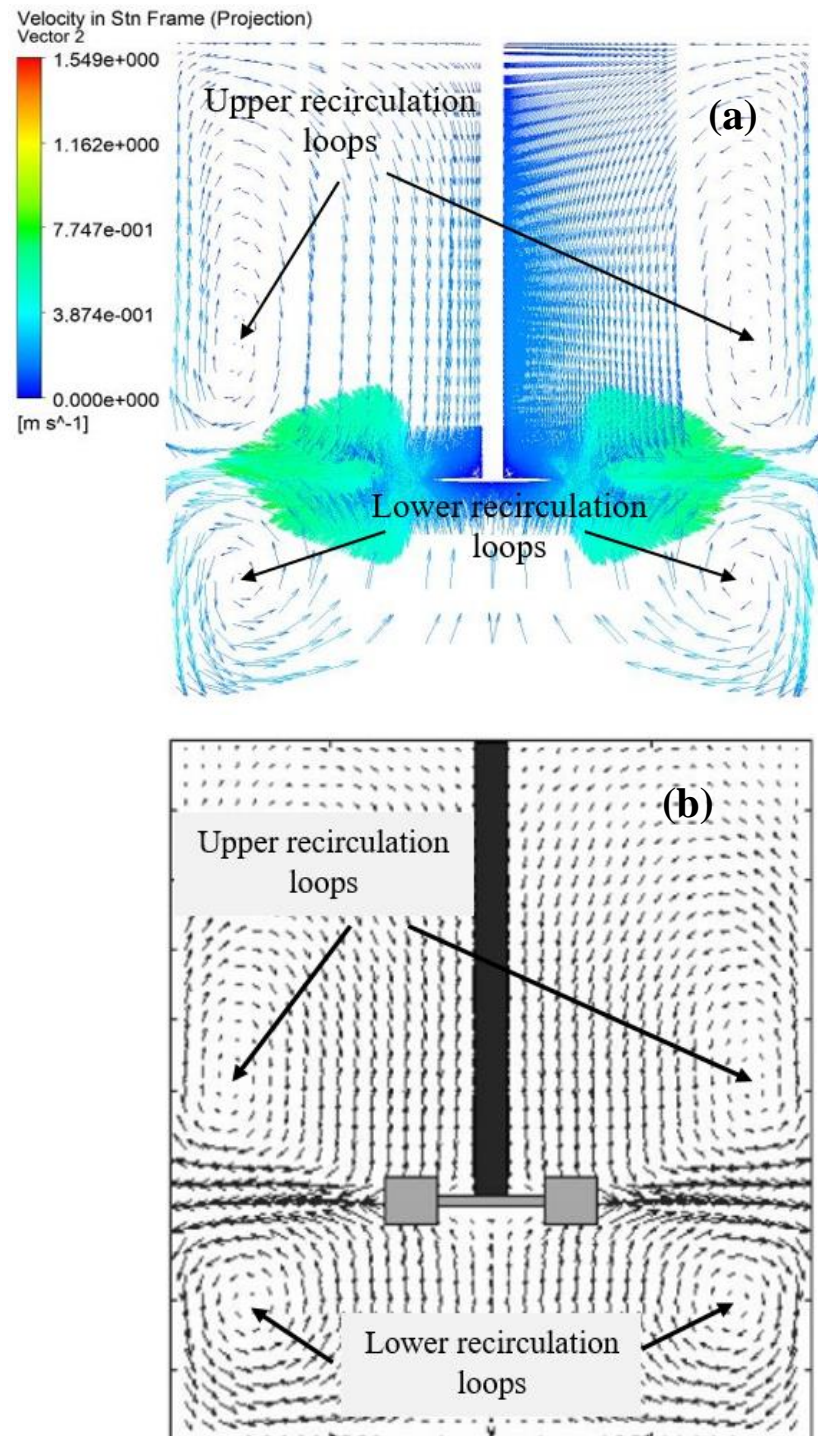 Velocity in Stn Frame (Projection)
Vector 2
1.549e+000
1.162e+000
7.747e-001
3.874e-001
0.000e+000
[m s^-1]
(a)
Upper recirculation
loops
Lower recirculation
loops
(b)
Upper recirculation
loops
Lower recirculation
loops